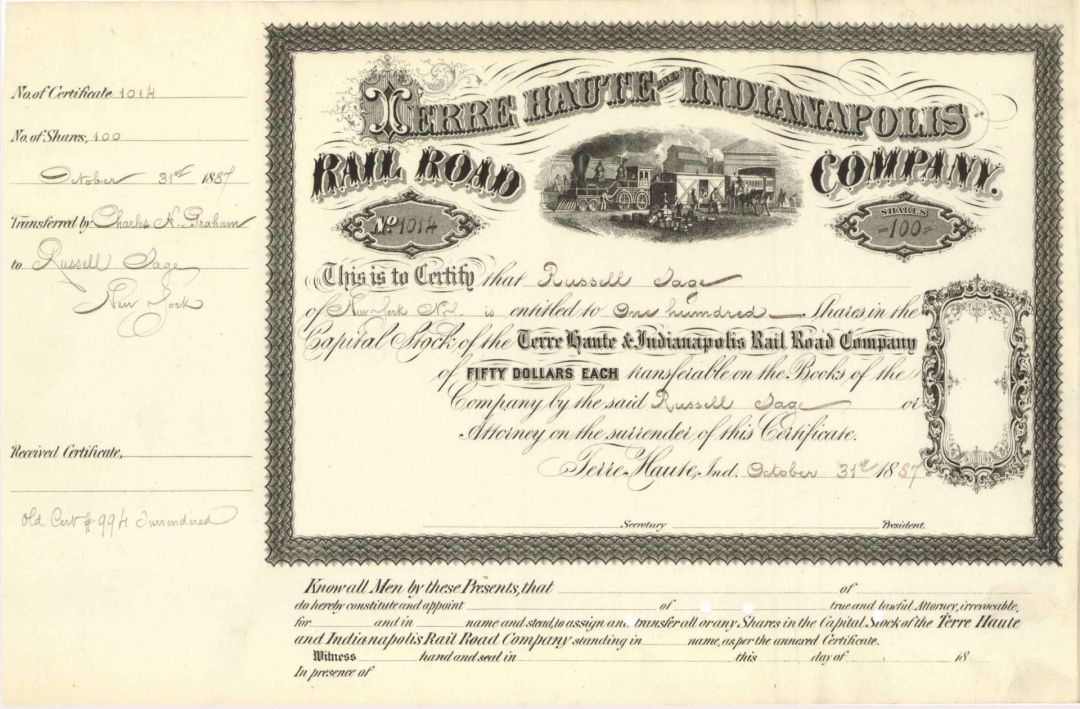 No. of Certificate 1014
No. of Shares, 100
October 31st 1887
Transferred by Charles H. Graham
to Russell Sage
New York
Received Certificate,
Old Cert # 994 Surrendered
TERRE HAUTE AND INDIANAPOLIS
RAIL ROAD COMPANY.
No 1014
SHARES
-100-
This is to Certify that Russell Sage
of New York N.Y. is entitled to One hundred Shares in the
Capital Stock of the Terre Haute & Indianapolis Rail Road Company
of FIFTY DOLLARS EACH transferable on the Books of the
Company by the said Russell Sage or
Attorney on the surrender of this Certificate.
Terre Haute, Ind. October 31st 1887
Secretary President.
Know all Men by these Presents, that of
do hereby constitute and appoint of true and lawful Attorney, irrevocable,
for and in name and stead, to assign and transfer all or any Shares in the Capital Stock of the Terre Haute
and Indianapolis Rail Road Company standing in name, as per the annexed Certificate.
Witness hand and seal in this day of 18
In presence of